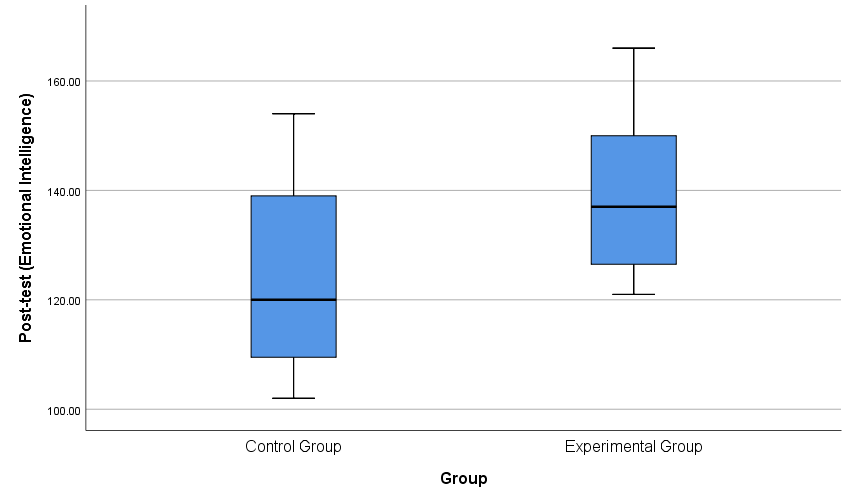 Post-test (Emotional Intelligence)
160.00
140.00
120.00
100.00
Control Group
Experimental Group
Group